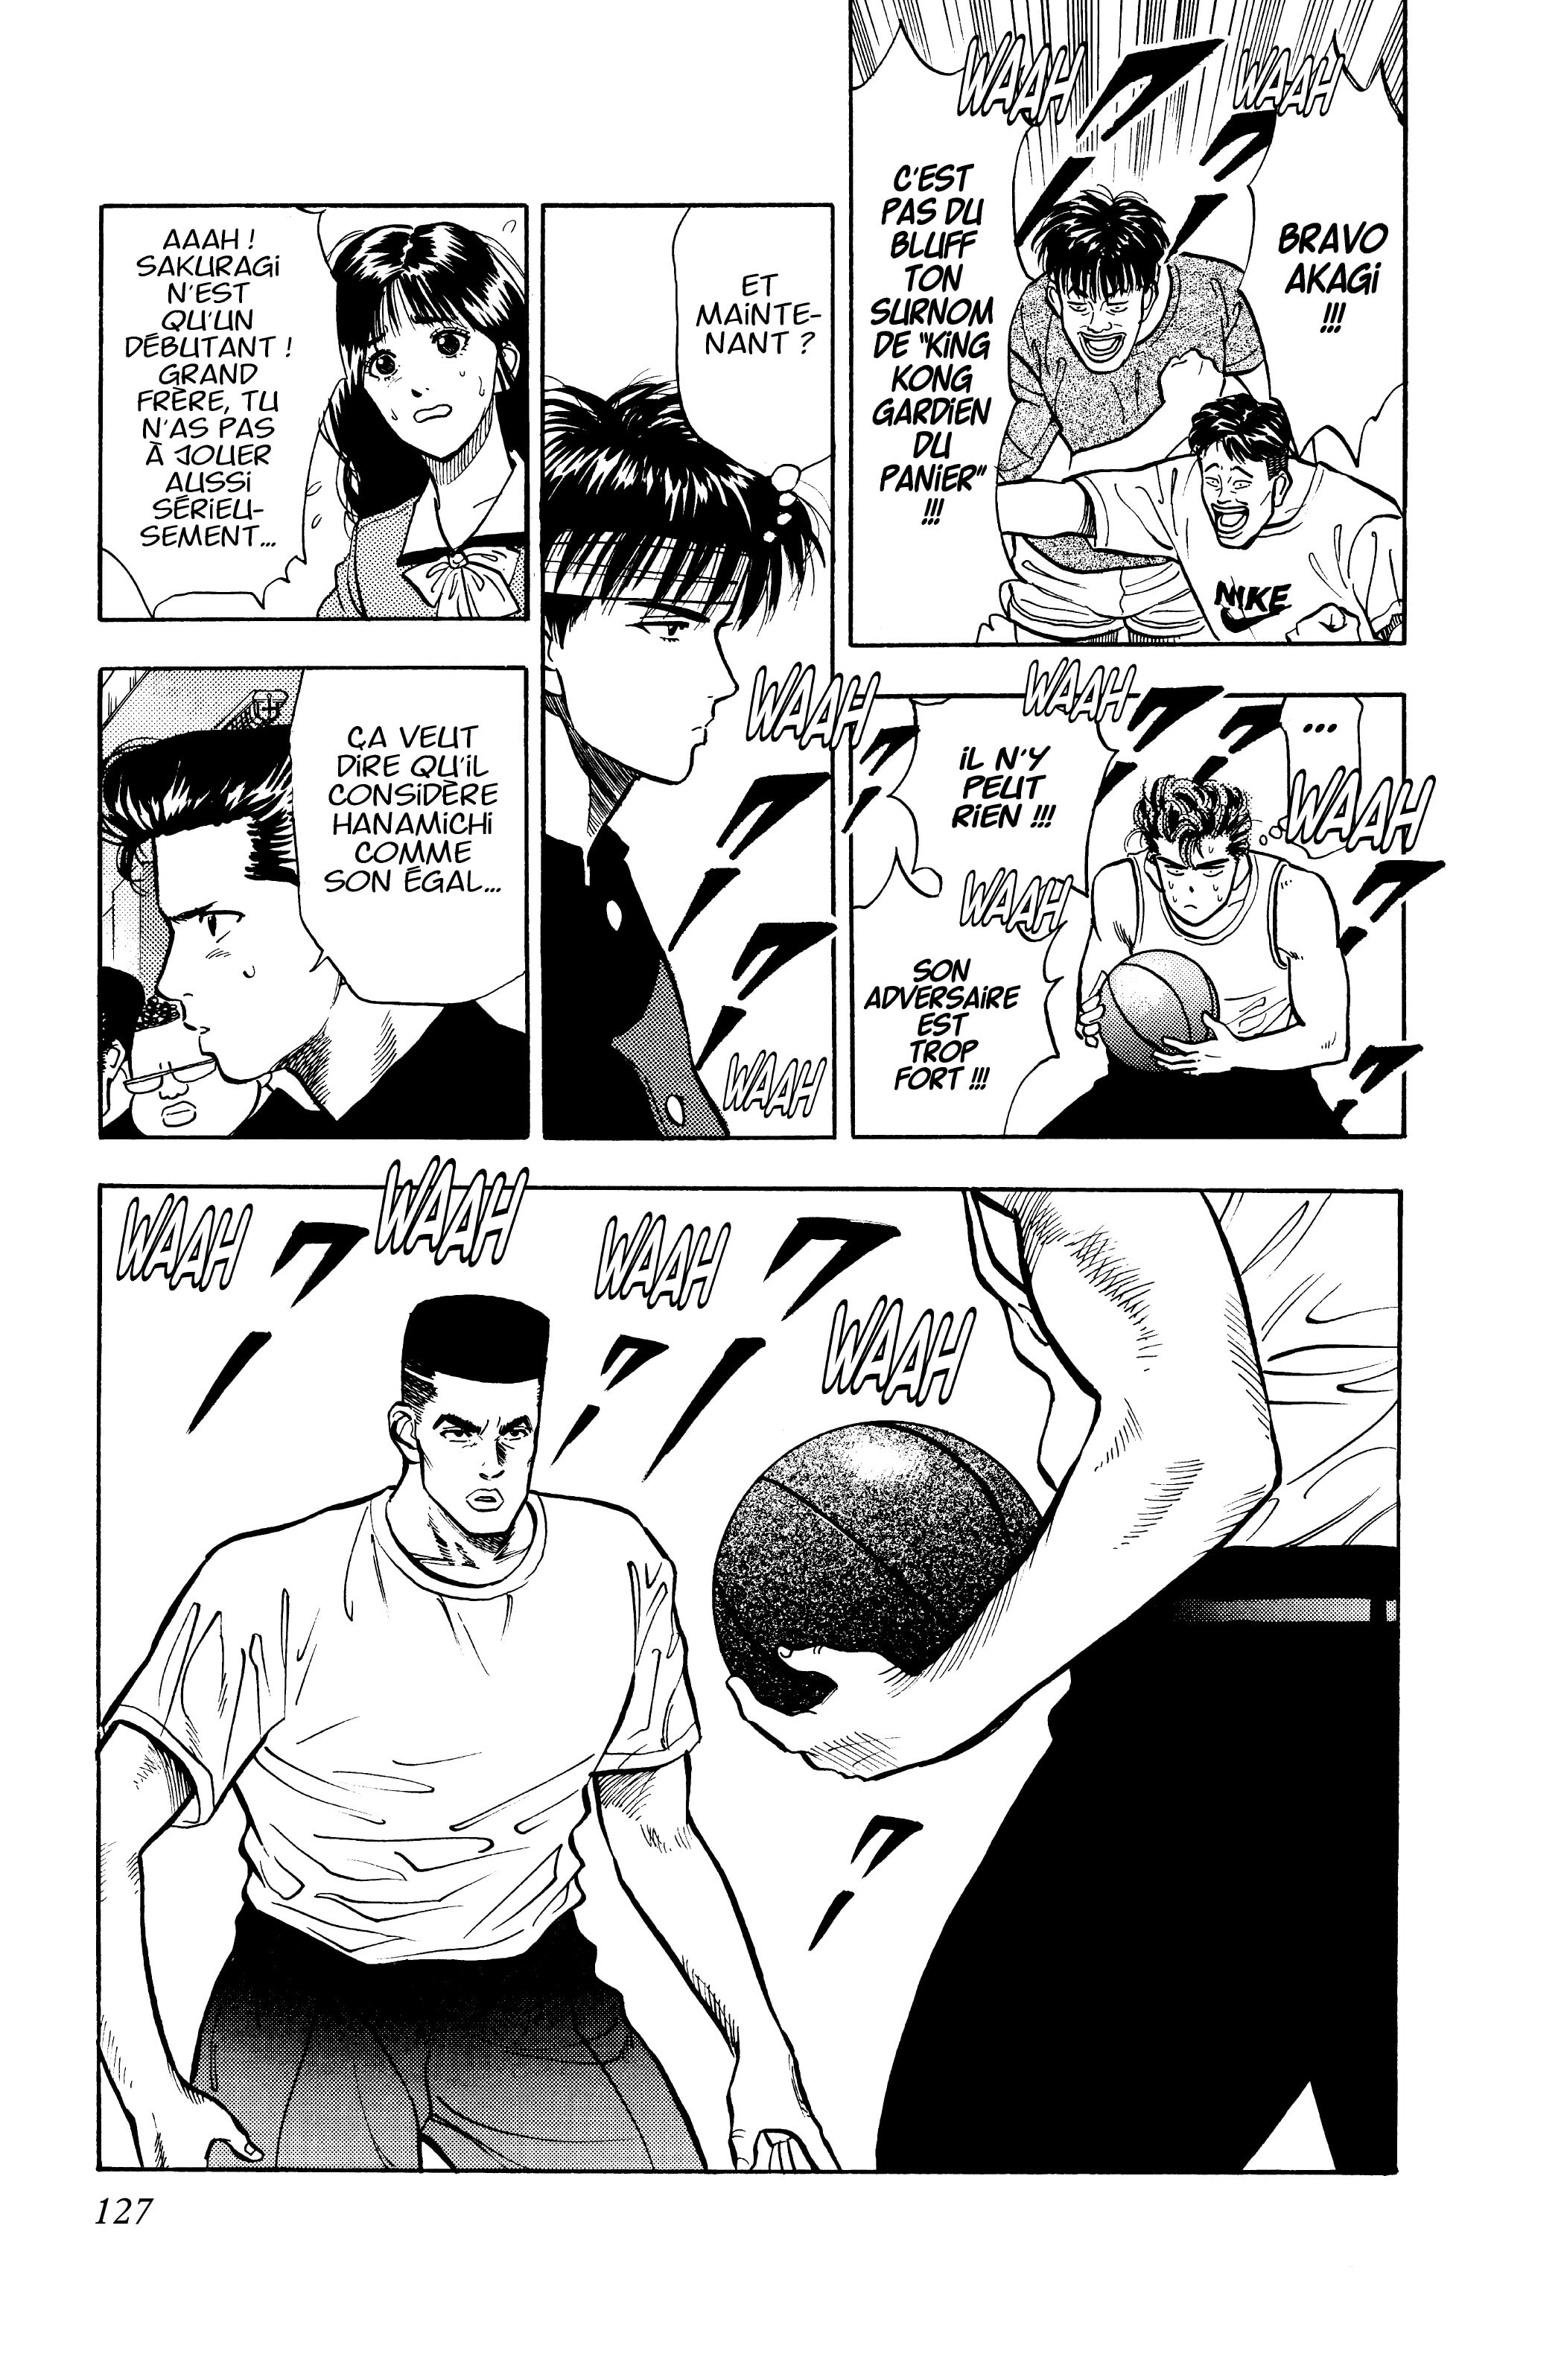 WAAH
WAAH
BRAVO
AKAGI
!!!
C'EST
PAS DU
BLUFF
TON
SURNOM
DE "KING
KONG
GARDIEN
DU
PANIER"
!!!
NIKE
WAAH
...
WAAH
IL N'Y
PEUT
RIEN !!!
WAAH
SON
ADVERSAIRE
EST
TROP
FORT !!!
ET
MAINTE-
NANT ?
WAAH
WAAH
AAAH !
SAKURAGI
N'EST
QU'UN
DÉBUTANT !
GRAND
FRÈRE, TU
N'AS PAS
À JOUER
AUSSI
SÉRIEU-
SEMENT...
ÇA VEUT
DIRE QU'IL
CONSIDÈRE
HANAMICHI
COMME
SON ÉGAL...
WAAH
WAAH
WAAH
WAAH
127